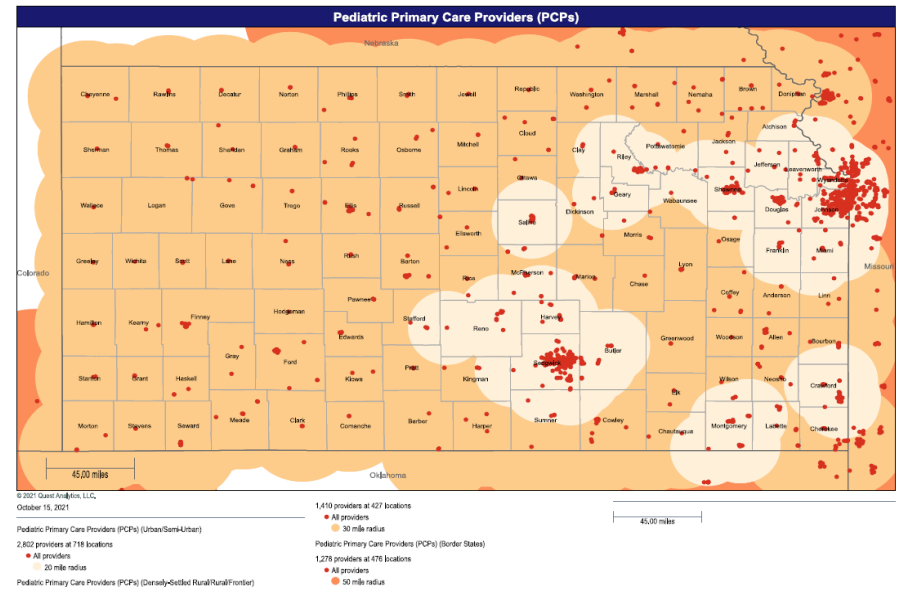 Pediatric Primary Care Providers (PCPs)
Nebraska
Cheyenne Rawlins Decatur Norton Phillips Smith Jewell Republic Washington Marshall Nemaha Brown Doniphan
Atchison
Sherman Thomas Sheridan Graham Rooks Osborne Mitchell Cloud Clay Riley Pottawatomie Jackson Jefferson Leavenworth
Wyandotte
Ottawa
Wallace Logan Gove Trego Ellis Russell Lincoln Saline Dickinson Geary Wabaunsee Shawnee Douglas Johnson
Ellsworth Morris Osage Franklin Miami
Colorado
Greeley Wichita Scott Lane Ness Rush Barton Rice McPherson Marion Chase Lyon Missouri
Pawnee
Coffey Anderson Linn
Hamilton Kearny Finney Hodgeman Edwards Stafford Reno Harvey
Butler Greenwood Woodson Allen Bourbon
Gray Ford
Sedgwick
Stanton Grant Haskell Kiowa Pratt Kingman Elk Wilson Neosho Crawford
Morton Stevens Seward Meade Clark Comanche Barber Harper Sumner Cowley Chautauqua Montgomery Labette Cherokee
Oklahoma
45.00 miles
© 2021 Quest Analytics, LLC.
October 15, 2021
Pediatric Primary Care Providers (PCPs) (Urban/Semi-Urban)
2,802 providers at 718 locations
All providers
20 mile radius
Pediatric Primary Care Providers (PCPs) (Densely-Settled Rural/Rural/Frontier)
1,410 providers at 427 locations
All providers
30 mile radius
Pediatric Primary Care Providers (PCPs) (Border States)
1,278 providers at 476 locations
All providers
50 mile radius
45.00 miles